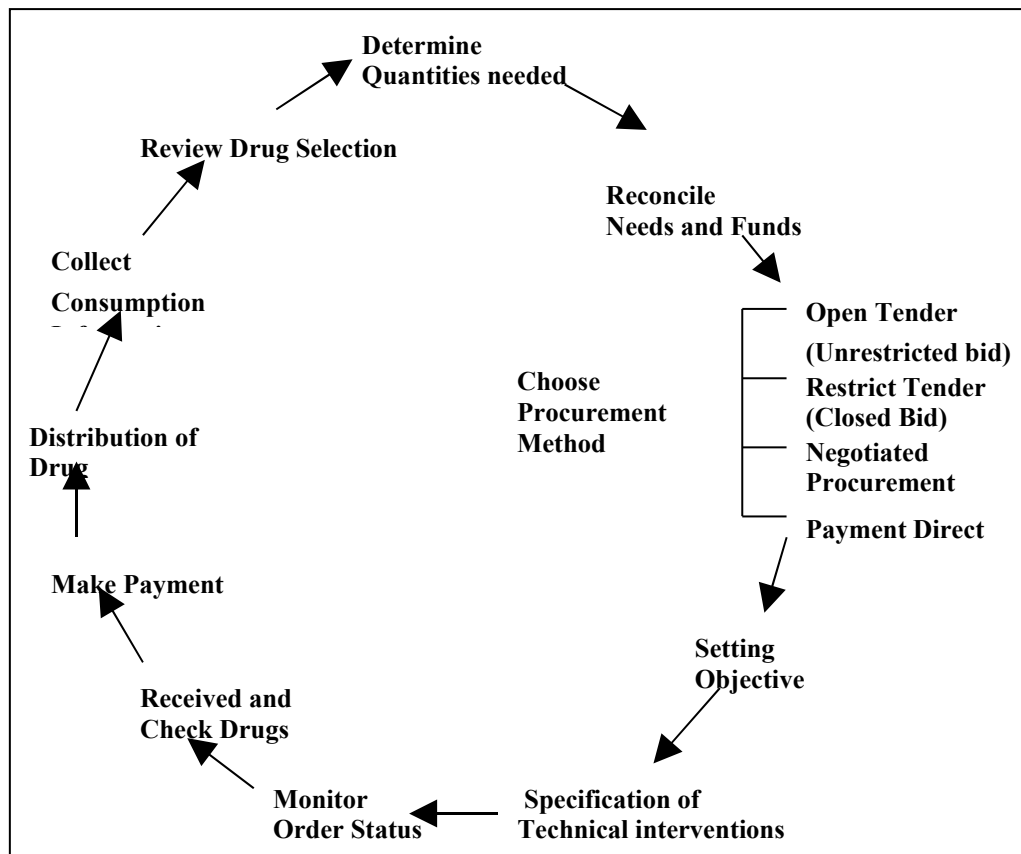 Determine
Quantities needed
Review Drug Selection
Reconcile
Needs and Funds
Collect
Consumption
Open Tender
(Unrestricted bid)
Choose
Procurement
Method
Restrict Tender
(Closed Bid)
Negotiated
Procurement
Payment Direct
Distribution of
Drug
Make Payment
Setting
Objective
Received and
Check Drugs
Monitor
Order Status
Specification of
Technical interventions